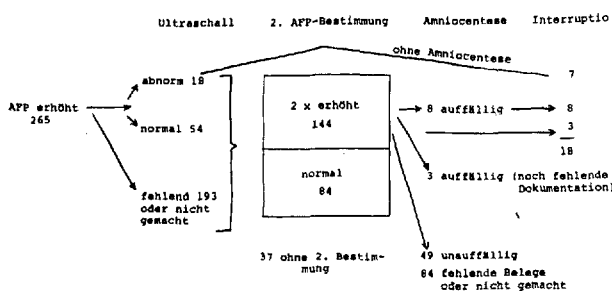 Ultraschall 2. AFP-Bestimmung Amniocentese Interruptio
ohne Amniocentese
7
abnorm 18
AFP erhöht
265
2 x erhöht
144
8 auffällig
8
normal 54
3
18
normal
84
3 auffällig (noch fehlende
Dokumentation)
fehlend 193
oder nicht
gemacht
37 ohne 2. Bestim-
mung
49 unauffällig
84 fehlende Belege
oder nicht gemacht